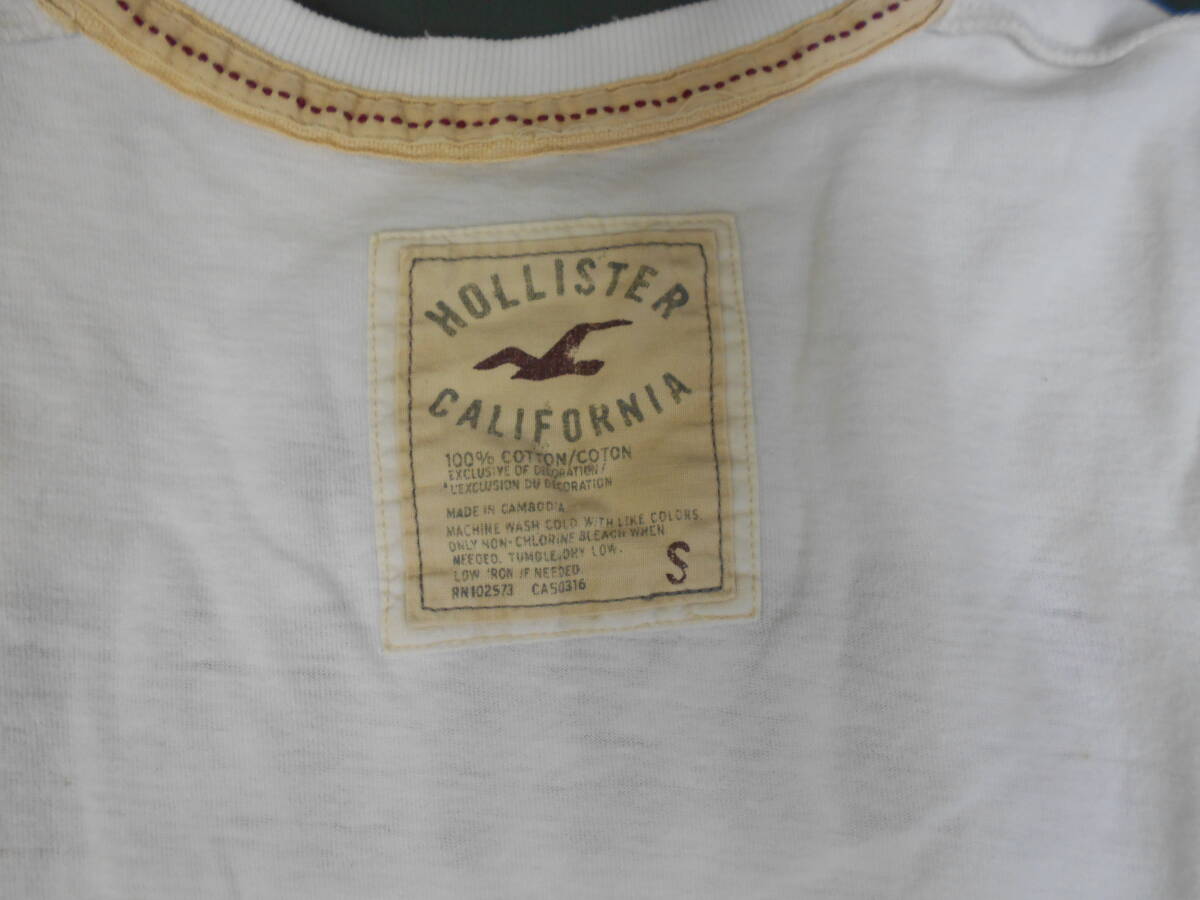 HOLLISTER
CALIFORNIA
100% COTTON/COTON
EXCLUSIVE OF DECORATION/
L'EXCLUSION DU DECORATION
MADE IN CAMBODIA
MACHINE WASH COLD WITH LIKE COLORS.
ONLY NON-CHLORINE BLEACH WHEN
NEEDED. TUMBLE DRY LOW.
LOW IRON IF NEEDED.
RN102573 CA50316
S